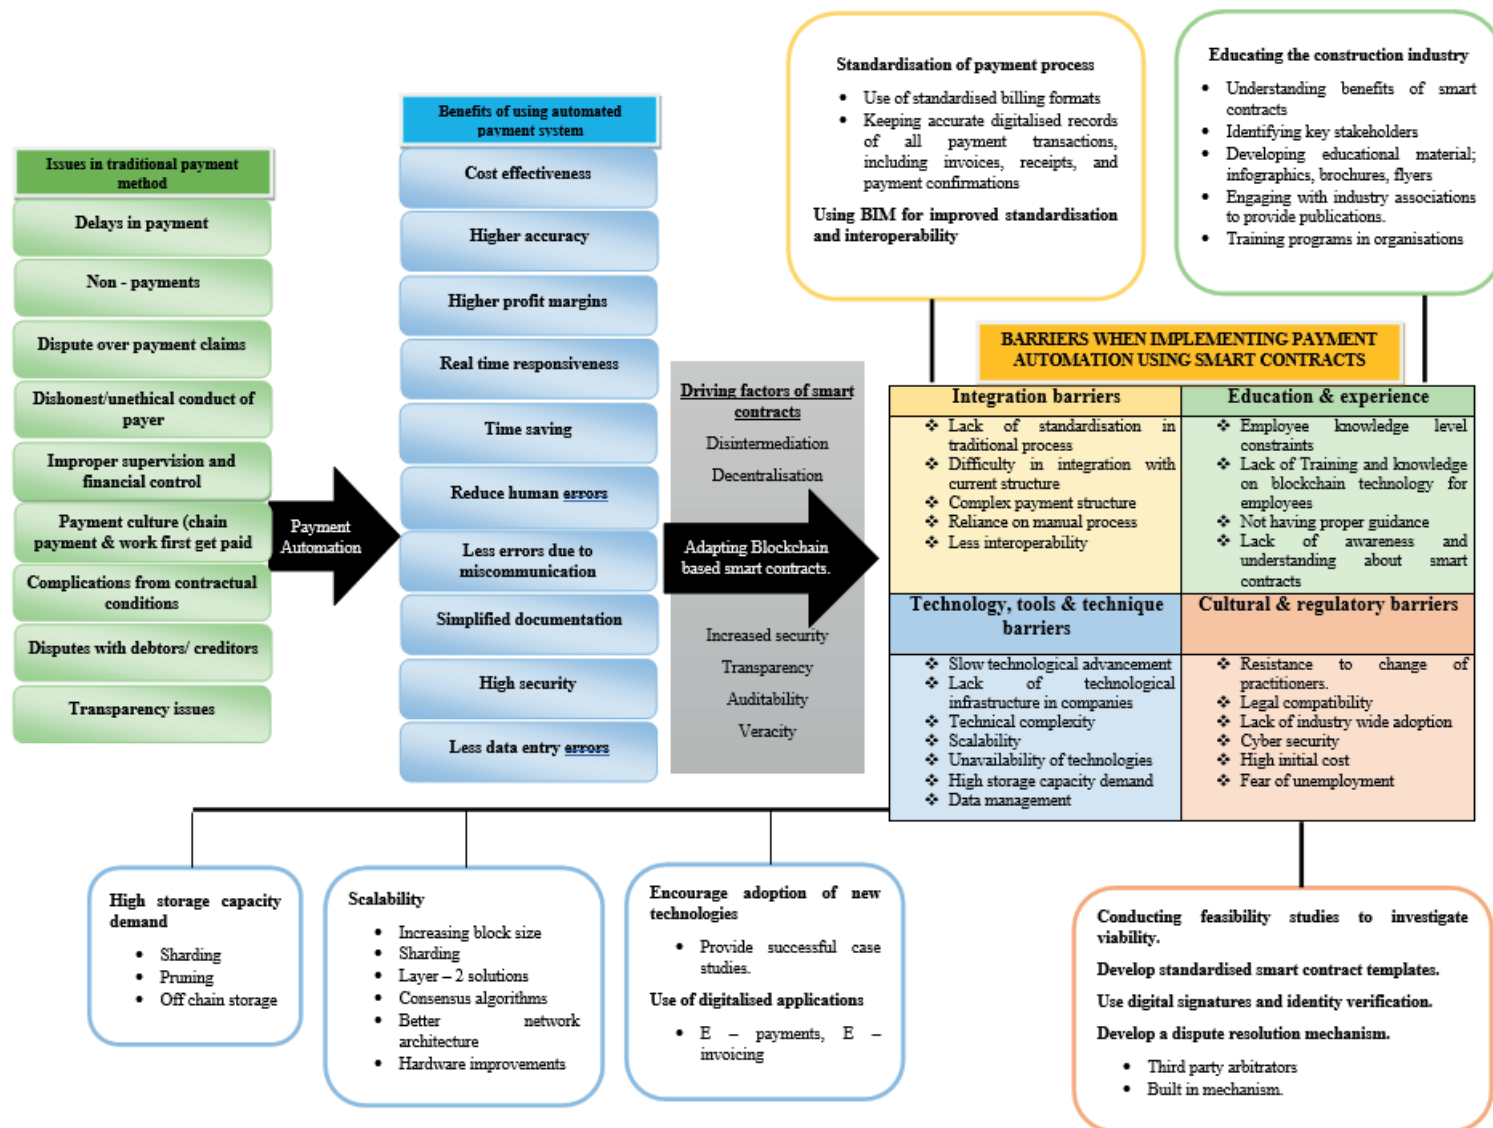 Issues in traditional payment
method
Delays in payment
Non - payments
Dispute over payment claims
Dishonest/unethical conduct of
payer
Improper supervision and
financial control
Payment culture (chain
payment & work first get paid
Complications from contractual
conditions
Disputes with debtors/ creditors
Transparency issues
Payment
Automation
Benefits of using automated
payment system
Cost effectiveness
Higher accuracy
Higher profit margins
Real time responsiveness
Time saving
Reduce human errors
Less errors due to
miscommunication
Simplified documentation
High security
Less data entry errors
Driving factors of smart
contracts
Disintermediation
Decentralisation
Adapting Blockchain
based smart contracts.
Increased security
Transparency
Auditability
Veracity
Standardisation of payment process
• Use of standardised billing formats
• Keeping accurate digitalised records
of all payment transactions,
including invoices, receipts, and
payment confirmations
Using BIM for improved standardisation
and interoperability
Educating the construction industry
• Understanding benefits of smart
contracts
• Identifying key stakeholders
• Developing educational material;
infographics, brochures, flyers
• Engaging with industry associations
to provide publications.
• Training programs in organisations
BARRIERS WHEN IMPLEMENTING PAYMENT
AUTOMATION USING SMART CONTRACTS
Integration barriers
❖ Lack of standardisation in
traditional process
❖ Difficulty in integration with
current structure
❖ Complex payment structure
❖ Reliance on manual process
❖ Less interoperability
Education & experience
❖ Employee knowledge level
constraints
❖ Lack of Training and knowledge
on blockchain technology for
employees
❖ Not having proper guidance
❖ Lack of awareness and
understanding about smart
contracts
Technology, tools & technique
barriers
❖ Slow technological advancement
❖ Lack of technological
infrastructure in companies
❖ Technical complexity
❖ Scalability
❖ Unavailability of technologies
❖ High storage capacity demand
❖ Data management
Cultural & regulatory barriers
❖ Resistance to change of
practitioners.
❖ Legal compatibility
❖ Lack of industry wide adoption
❖ Cyber security
❖ High initial cost
❖ Fear of unemployment
High storage capacity
demand
• Sharding
• Pruning
• Off chain storage
Scalability
• Increasing block size
• Sharding
• Layer – 2 solutions
• Consensus algorithms
• Better network
architecture
• Hardware improvements
Encourage adoption of new
technologies
• Provide successful case
studies.
Use of digitalised applications
• E – payments, E –
invoicing
Conducting feasibility studies to investigate
viability.
Develop standardised smart contract templates.
Use digital signatures and identity verification.
Develop a dispute resolution mechanism.
• Third party arbitrators
• Built in mechanism.